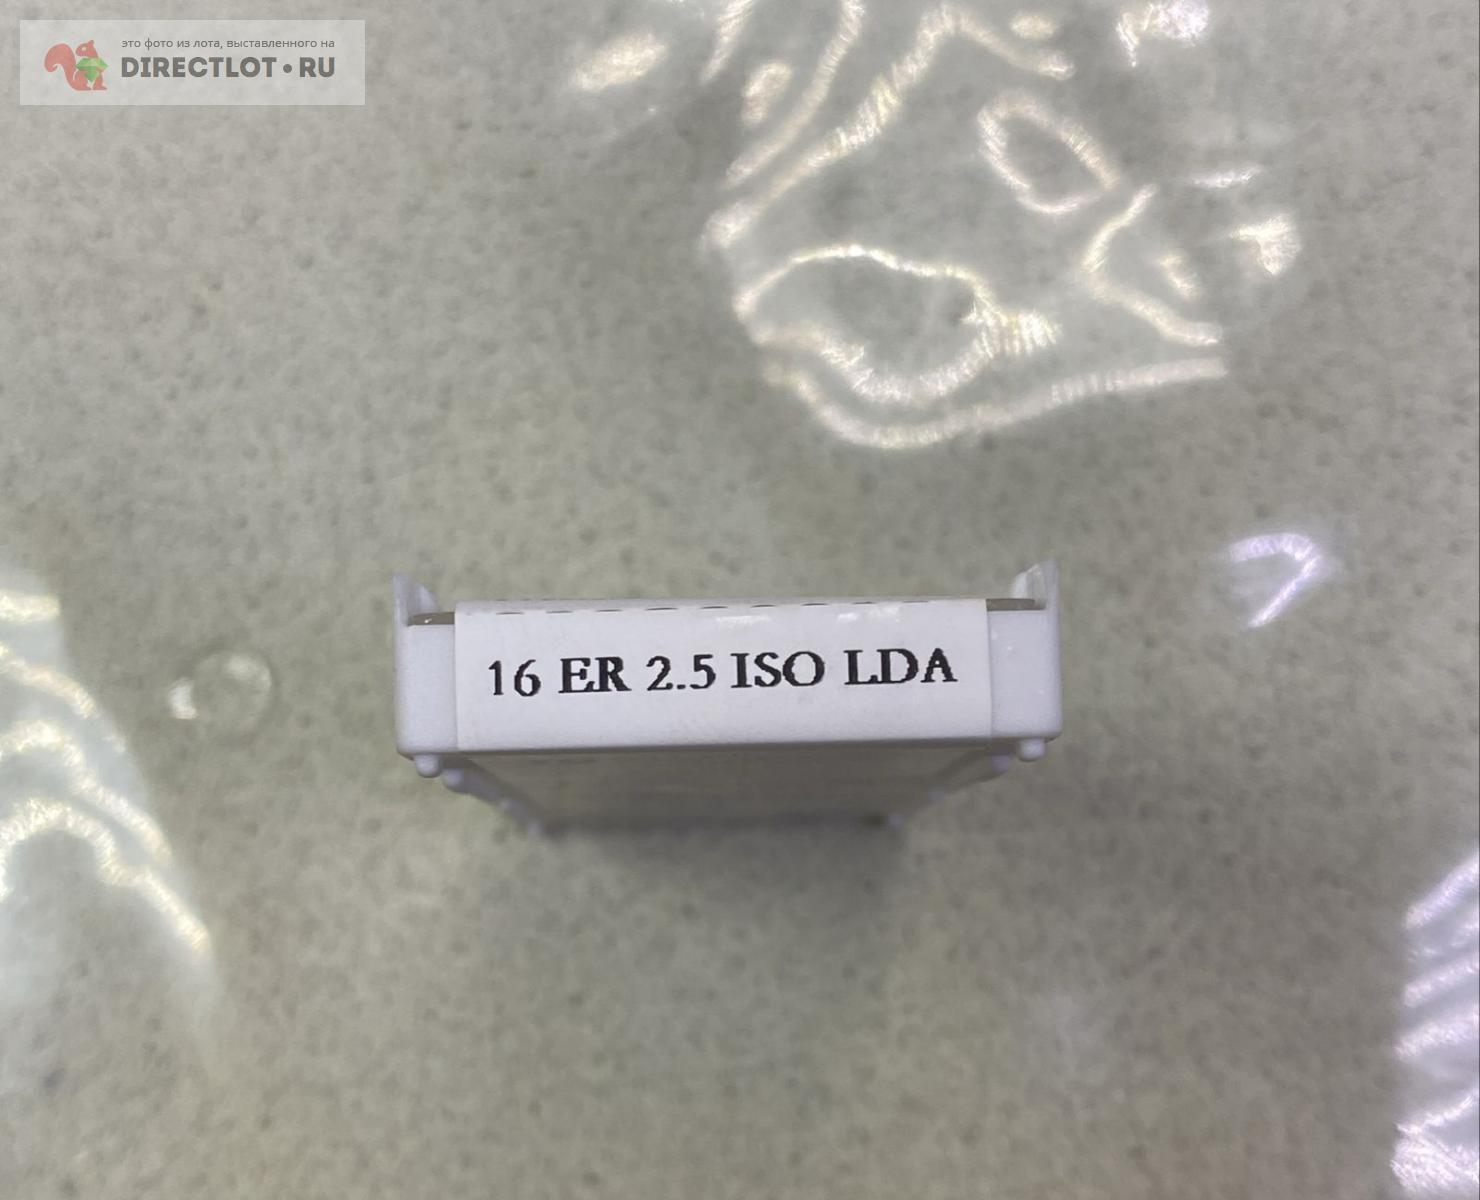 это фото из лота, выставленного на
DIRECTLOT•RU
16 ER 2.5 ISO LDA